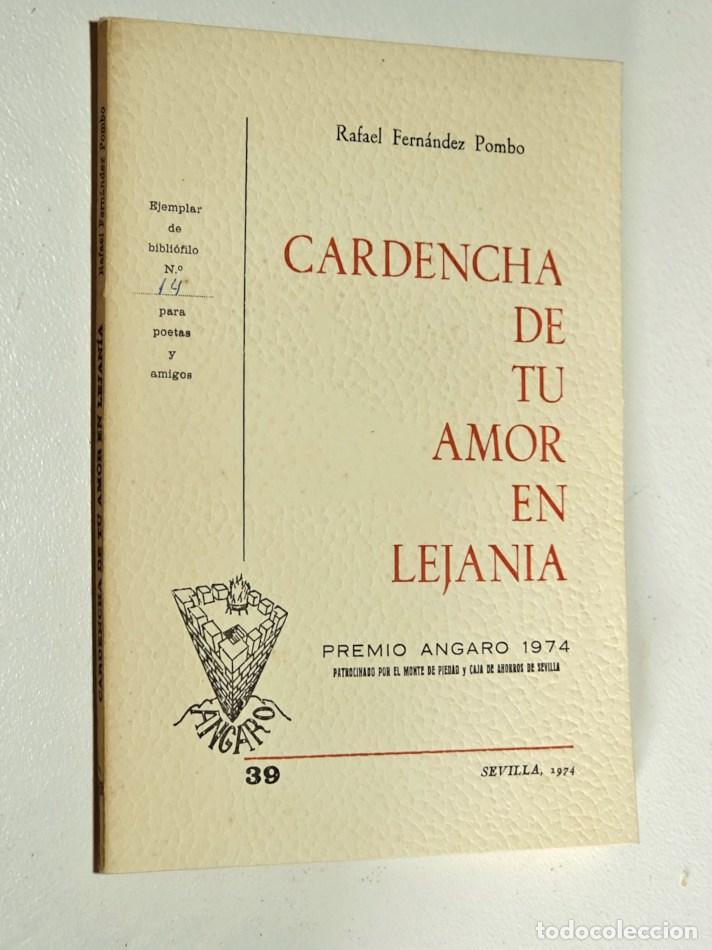 Rafael Fernández Pombo
CARDENCHA
DE
TU
AMOR
EN
LEJANIA
PREMIO ANGARO 1974
PATROCINADO POR EL MONTE DE PIEDAD y CAJA DE AHORROS DE SEVILLA
SEVILLA, 1974
Ejemplar
de
bibliófilo
N.º
14
para
poetas
y
amigos
ANGARO
39
CARDENCHA DE TU AMOR EN LEJANÍA Rafael Fernández Pombo
todocoleccion